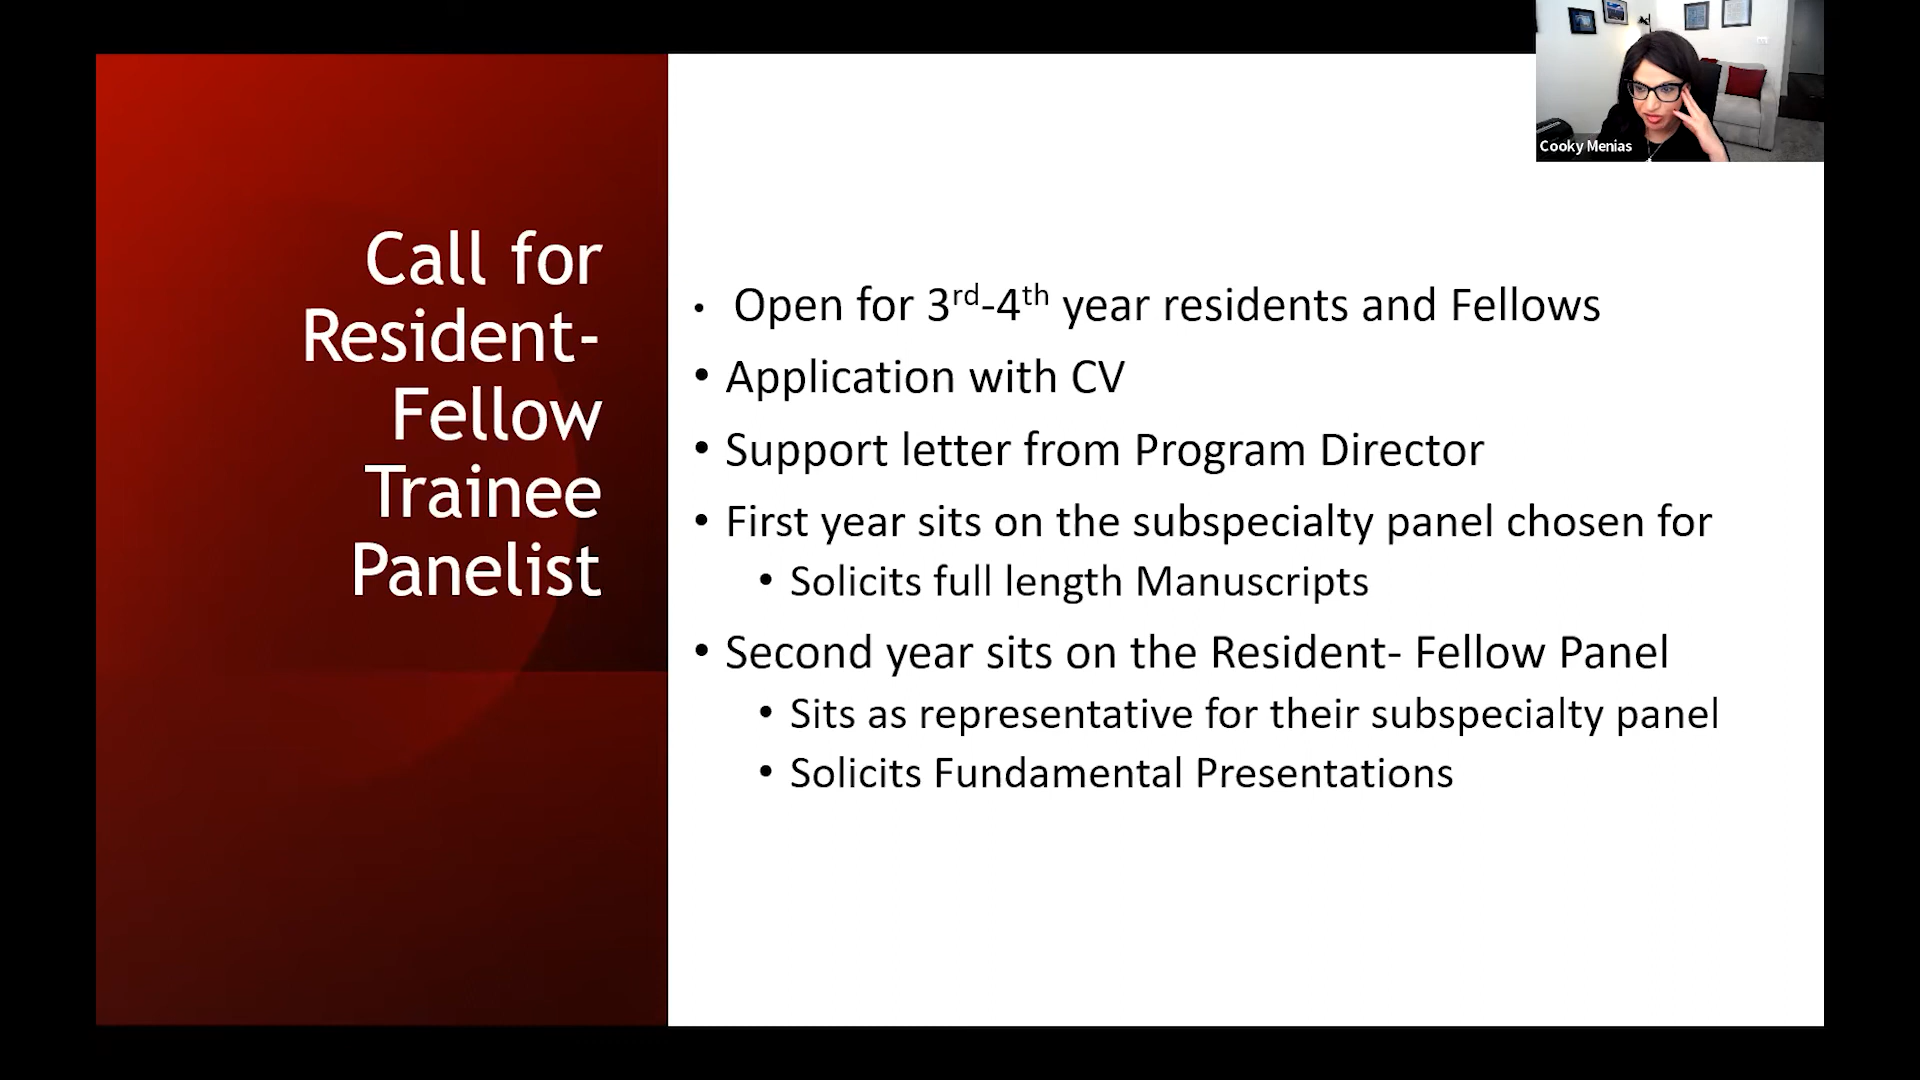 Call for
Resident-
Fellow
Trainee
Panelist
• Open for 3rd-4th year residents and Fellows
• Application with CV
• Support letter from Program Director
• First year sits on the subspecialty panel chosen for
• Solicits full length Manuscripts
• Second year sits on the Resident- Fellow Panel
• Sits as representative for their subspecialty panel
• Solicits Fundamental Presentations
Cooky Menias